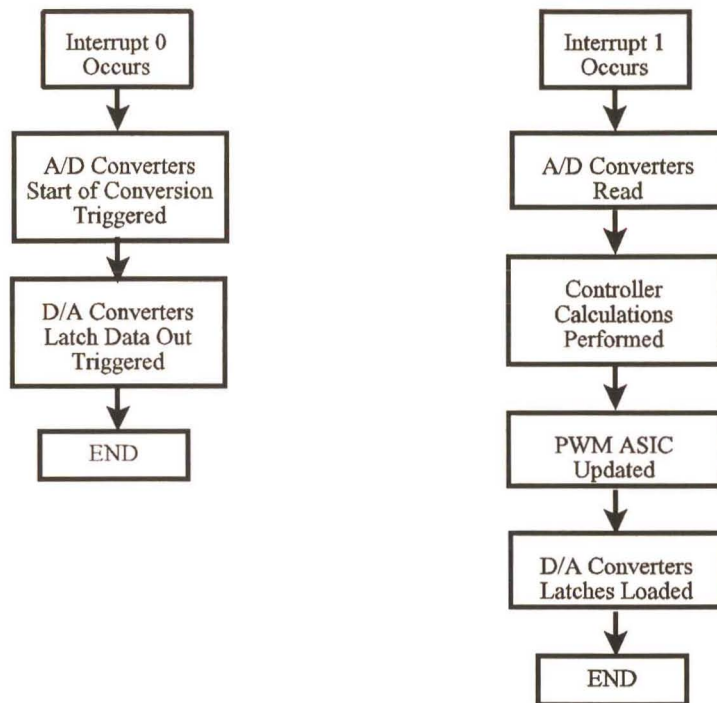 Interrupt 0
Occurs
A/D Converters
Start of Conversion
Triggered
D/A Converters
Latch Data Out
Triggered
END
Interrupt 1
Occurs
A/D Converters
Read
Controller
Calculations
Performed
PWM ASIC
Updated
D/A Converters
Latches Loaded
END